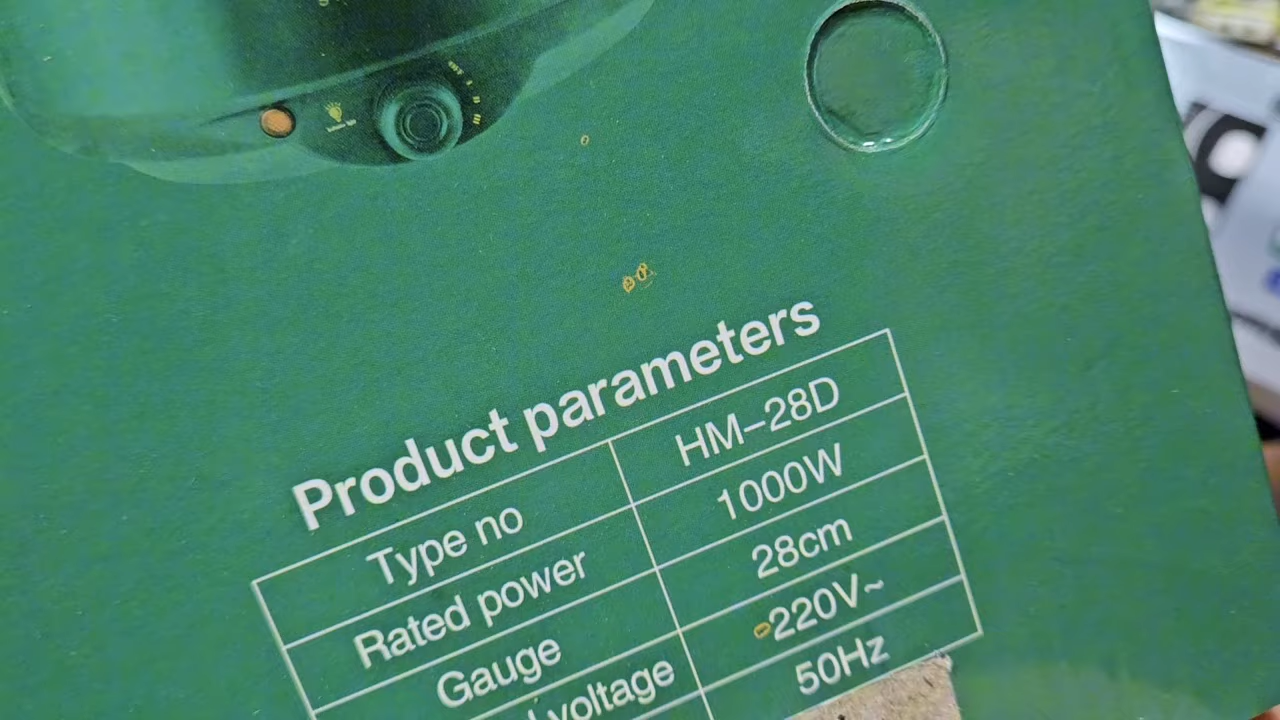 Product parameters
Type no HM-28D
Rated power 1000W
Gauge 28cm
voltage 220V~
50Hz